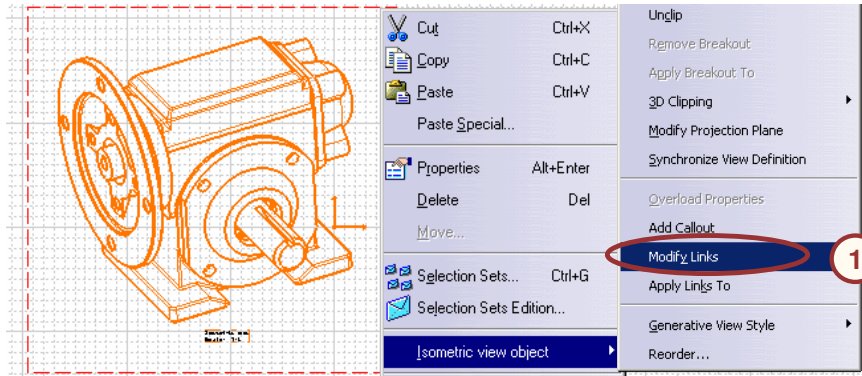 Cut Ctrl+X
Copy Ctrl+C
Paste Ctrl+V
Paste Special...
Properties Alt+Enter
Delete Del
Move...
Selection Sets... Ctrl+G
Selection Sets Edition...
Isometric view object
Unclip
Remove Breakout
Apply Breakout To
3D Clipping
Modify Projection Plane
Synchronize View Definition
Overload Properties
Add Callout
Modify Links
1
Apply Links To
Generative View Style
Reorder...